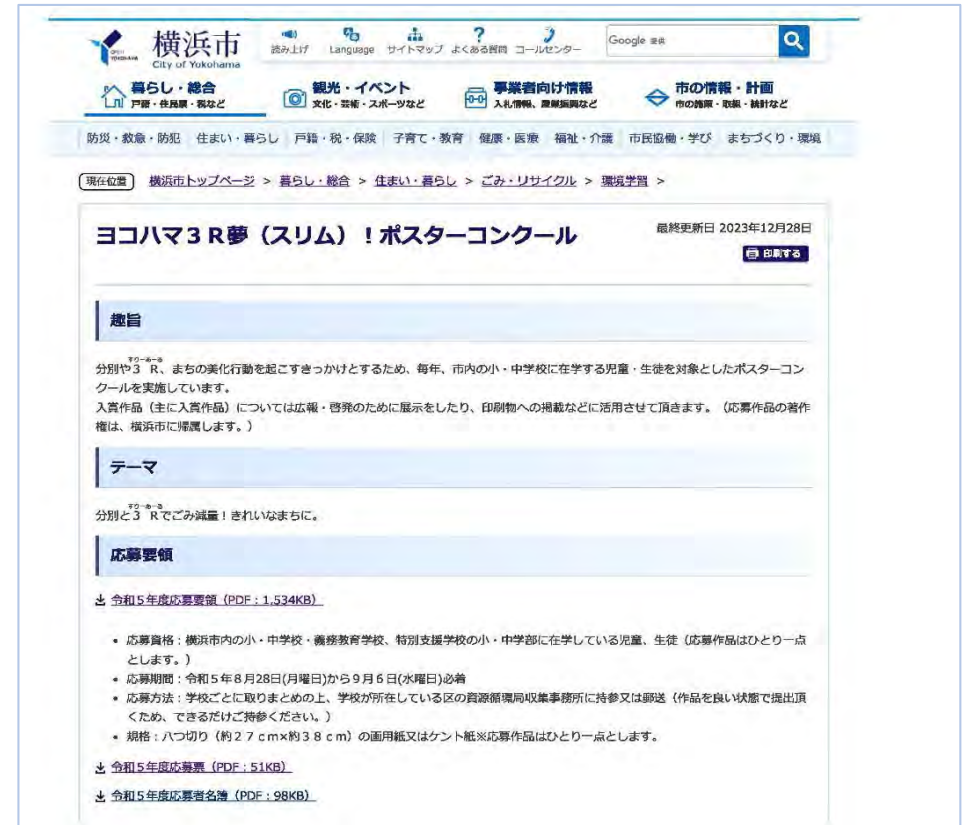 横浜市
City of Yokohama
読み上げ Language サイトマップ よくある質問 コールセンター
Google 提供
暮らし・総合
戸籍・住民票・税など
観光・イベント
文化・芸術・スポーツなど
事業者向け情報
入札情報、産業振興など
市の情報・計画
市の施策・取組・統計など
防災・救急・防犯 住まい・暮らし 戸籍・税・保険 子育て・教育 健康・医療 福祉・介護 市民協働・学び まちづくり・環境
現在位置 横浜市トップページ > 暮らし・総合 > 住まい・暮らし > ごみ・リサイクル > 環境学習 >
ヨコハマ3R夢（スリム）！ポスターコンクール
最終更新日 2023年12月28日
印刷する
趣旨
すりーあーる
分別や3 R、まちの美化行動を起こすきっかけとするため、毎年、市内の小・中学校に在学する児童・生徒を対象としたポスターコン
クールを実施しています。
入賞作品（主に入賞作品）については広報・啓発のために展示をしたり、印刷物への掲載などに活用させて頂きます。（応募作品の著作
権は、横浜市に帰属します。）
テーマ
すりーあーる
分別と3 Rでごみ減量！きれいなまちに。
応募要領
令和5年度応募要領（PDF：1,534KB）
• 応募資格：横浜市内の小・中学校・義務教育学校、特別支援学校の小・中学部に在学している児童、生徒（応募作品はひとり一点
とします。）
• 応募期間：令和5年8月28日(月曜日)から9月6日(水曜日)必着
• 応募方法：学校ごとに取りまとめの上、学校が所在している区の資源循環局収集事務所に持参又は郵送（作品を良い状態で提出頂
くため、できるだけご持参ください。）
• 規格：八つ切り（約27cm×約38cm）の画用紙又はケント紙※応募作品はひとり一点とします。
令和5年度応募票（PDF：51KB）
令和5年度応募者名簿（PDF：98KB）